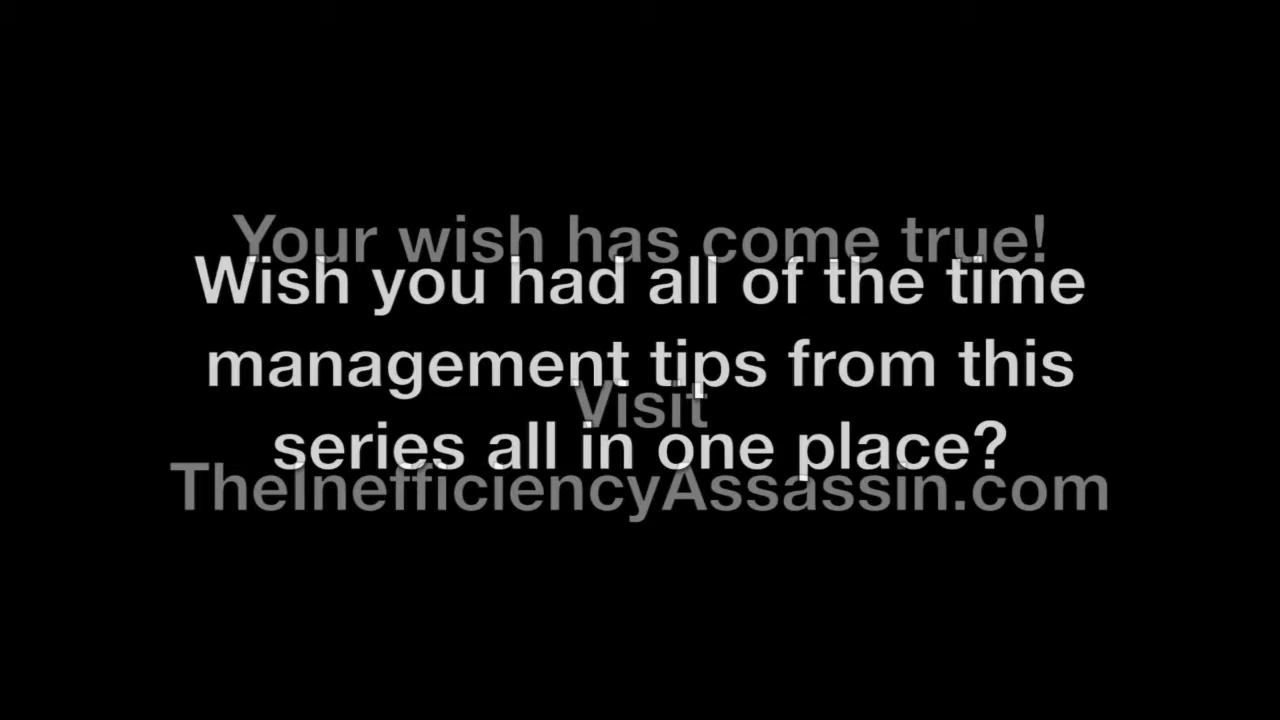 Your wish has come true!
Wish you had all of the time
management tips from this
Visit
series all in one place?
TheInefficiencyAssassin.com